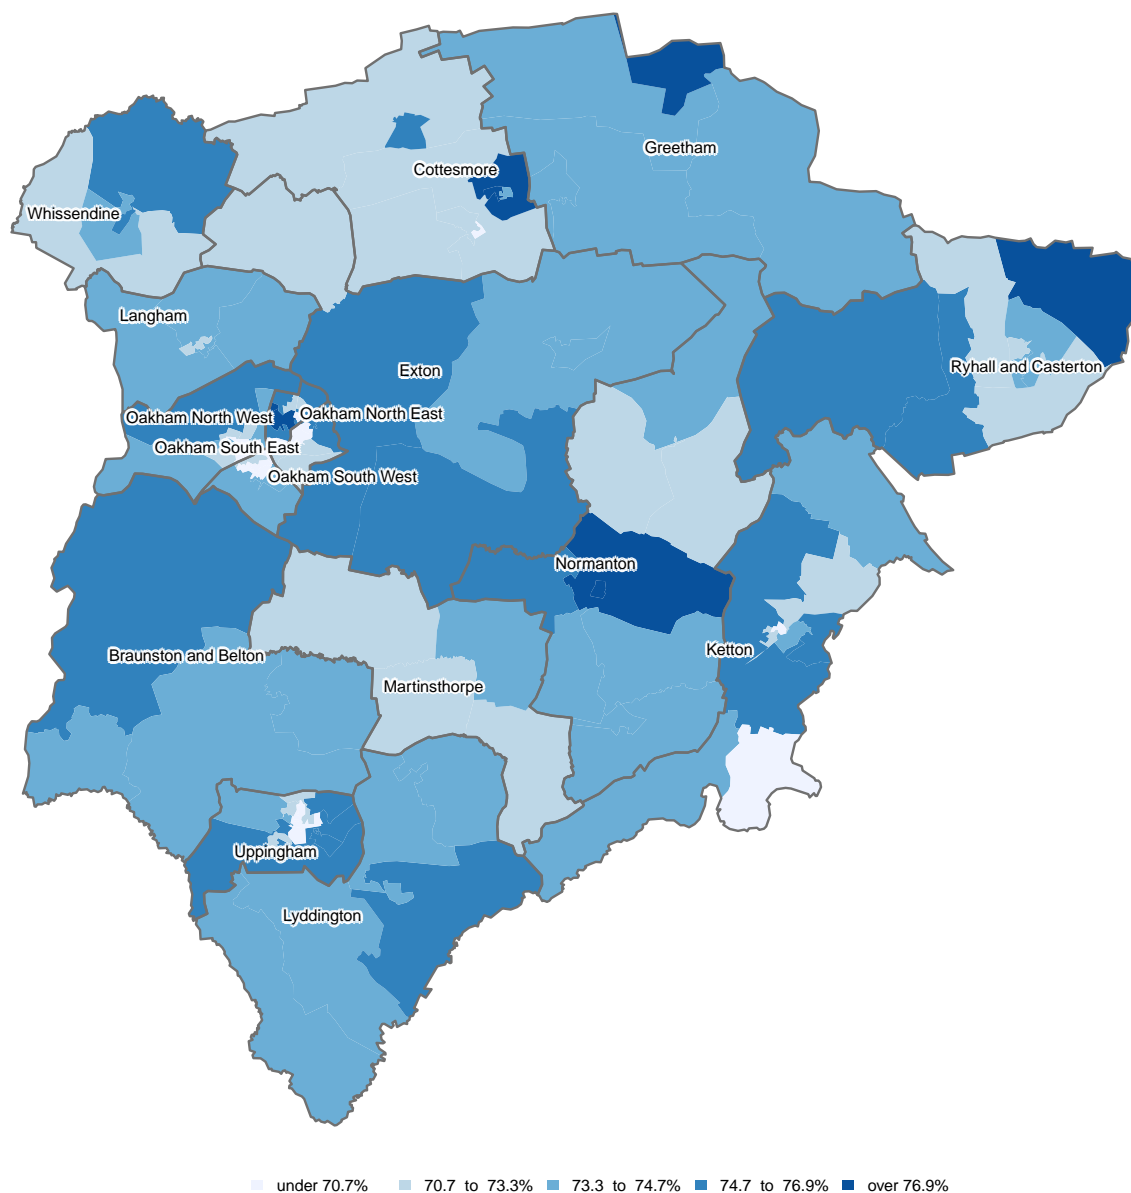 Greetham
Cottesmore
Whissendine
Langham
Exton
Ryhall and Casterton
Oakham North West
Oakham North East
Oakham South East
Oakham South West
Normanton
Ketton
Braunston and Belton
Martinsthorpe
Uppingham
Lyddington
under 70.7% 70.7 to 73.3% 73.3 to 74.7% 74.7 to 76.9% over 76.9%